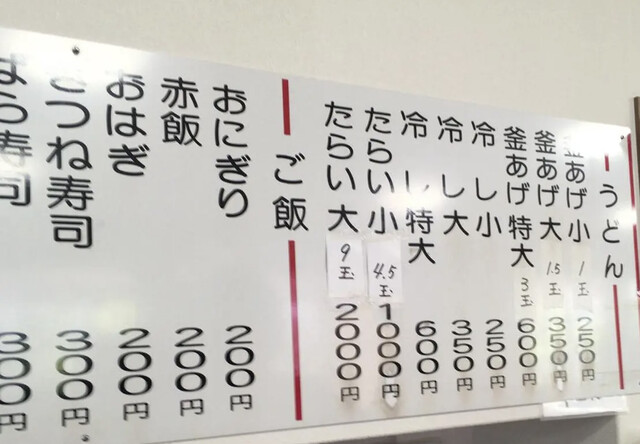 うどん
釜あげ小 1玉 250円
釜あげ大 1.5玉 350円
釜あげ特大 3玉 600円
冷し小 250円
冷し大 350円
冷し特大 600円
たらい小 4.5玉 1000円
たらい大 9玉 2000円
ご飯
おにぎり 200円
赤飯 200円
おはぎ 200円
きつね寿司 300円
ばら寿司 300円